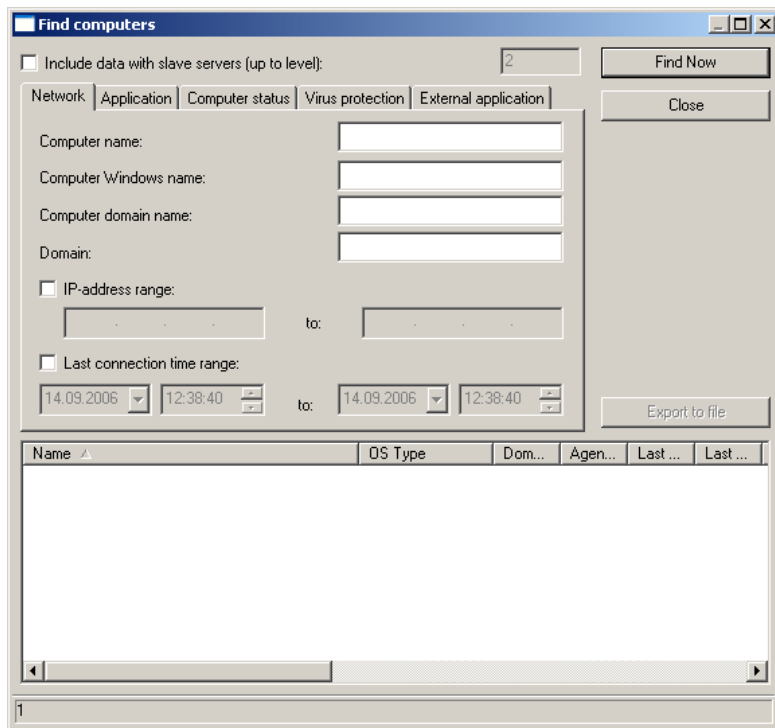 Find computers
Include data with slave servers (up to level): 2
Find Now
Network Application Computer status Virus protection External application
Close
Computer name:
Computer Windows name:
Computer domain name:
Domain:
IP-address range:
. . . to: . . .
Last connection time range:
14.09.2006 12:38:40 to: 14.09.2006 12:38:40
Export to file
Name OS Type Dom... Agen... Last ... Last ...
1